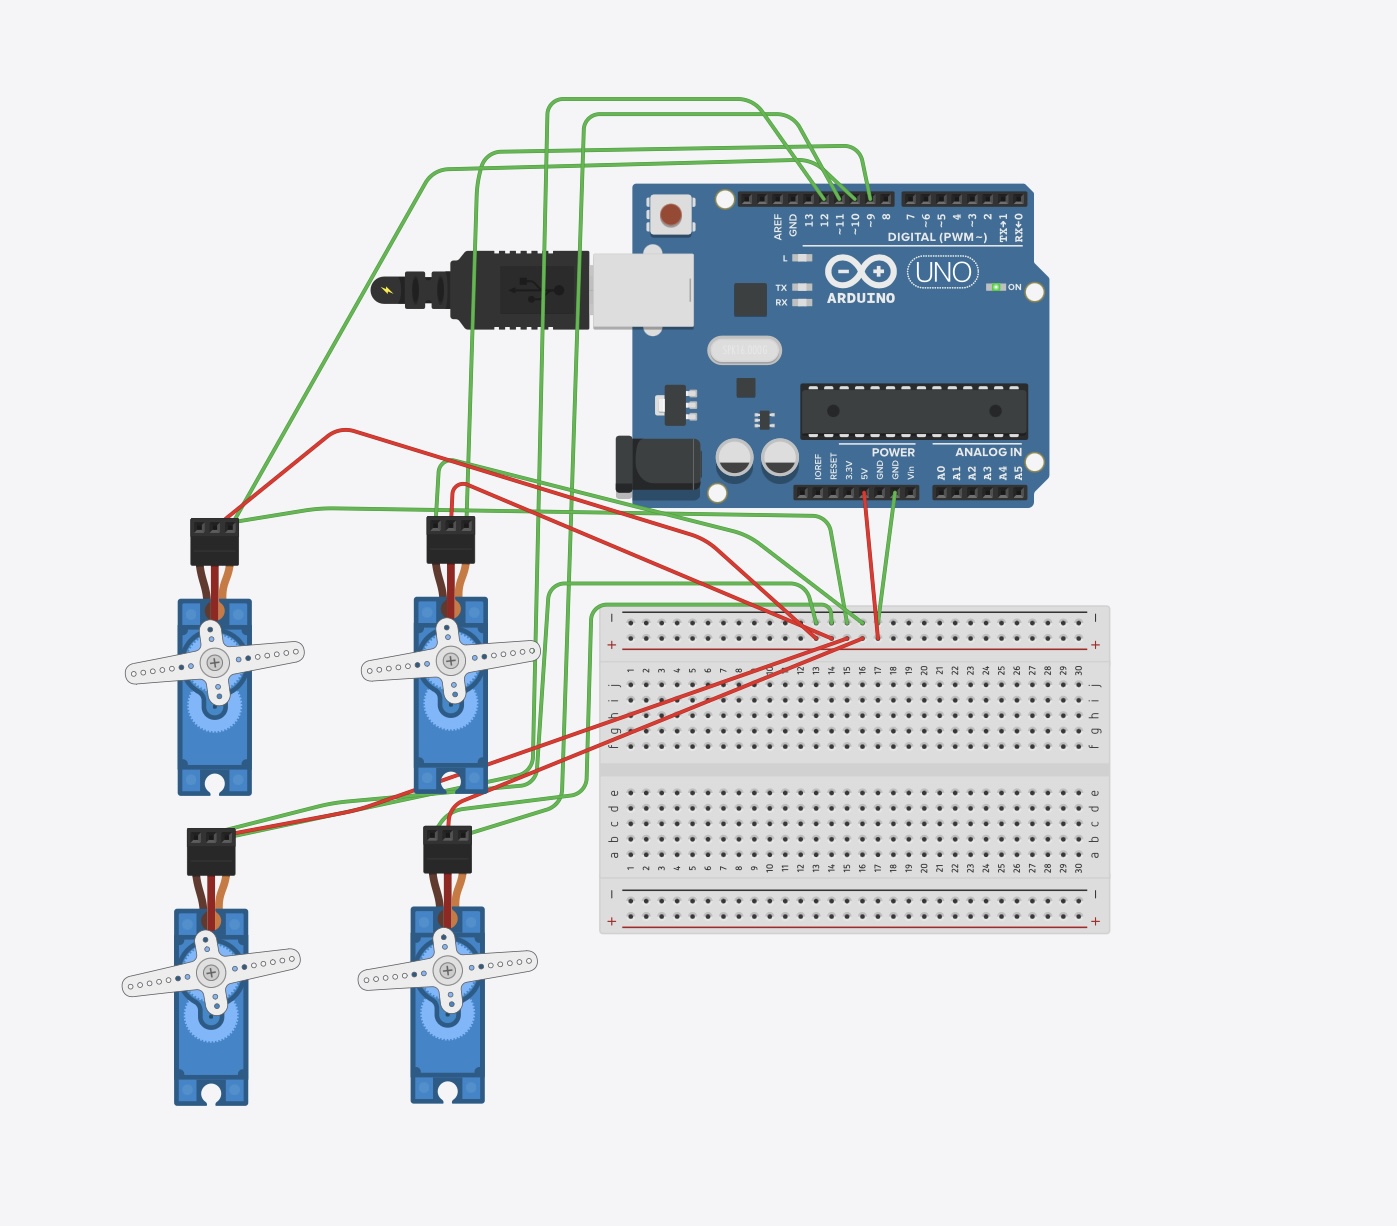 AREF
GND
13
12
~11
~10
~9
8
7
~6
~5
4
~3
2
TX→1
RX←0
DIGITAL (PWM~)
L
TX
RX
UNO
ARDUINO
ON
POWER
ANALOG IN
IOREF
RESET
3.3V
5V
GND
GND
Vin
A0
A1
A2
A3
A4
A5
− −
+ +
1 2 3 4 5 6 7 8 9 10 11 12 13 14 15 16 17 18 19 20 21 22 23 24 25 26 27 28 29 30
j j
i i
h h
g g
f f
e e
d d
c c
b b
a a
1 2 3 4 5 6 7 8 9 10 11 12 13 14 15 16 17 18 19 20 21 22 23 24 25 26 27 28 29 30
− −
+ +